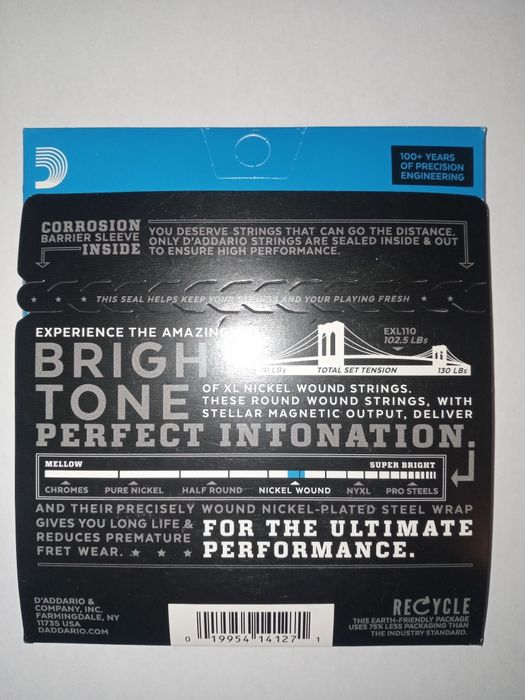 100+ YEARS
OF PRECISION
ENGINEERING
CORROSION
BARRIER SLEEVE
INSIDE
YOU DESERVE STRINGS THAT CAN GO THE DISTANCE.
ONLY D'ADDARIO STRINGS ARE SEALED INSIDE & OUT
TO ENSURE HIGH PERFORMANCE.
THIS SEAL HELPS KEEP YOUR STRINGS AND YOUR PLAYING FRESH
EXPERIENCE THE AMAZING
BRIGH
TONE
EXL110
102.5 LBs
LBs
TOTAL SET TENSION
130 LBs
OF XL NICKEL WOUND STRINGS.
THESE ROUND WOUND STRINGS, WITH
STELLAR MAGNETIC OUTPUT, DELIVER
PERFECT INTONATION.
MELLOW
SUPER BRIGHT
CHROMES
PURE NICKEL
HALF ROUND
NICKEL WOUND
NYXL
PRO STEELS
AND THEIR PRECISELY WOUND NICKEL-PLATED STEEL WRAP
GIVES YOU LONG LIFE &
REDUCES PREMATURE
FRET WEAR.
FOR THE ULTIMATE
PERFORMANCE.
D'ADDARIO &
COMPANY, INC.
FARMINGDALE, NY
11735 USA
DADDARIO.COM
0 19954 14127 1
RECYCLE
THIS EARTH-FRIENDLY PACKAGE
USES 75% LESS PACKAGING THAN
THE INDUSTRY STANDARD.